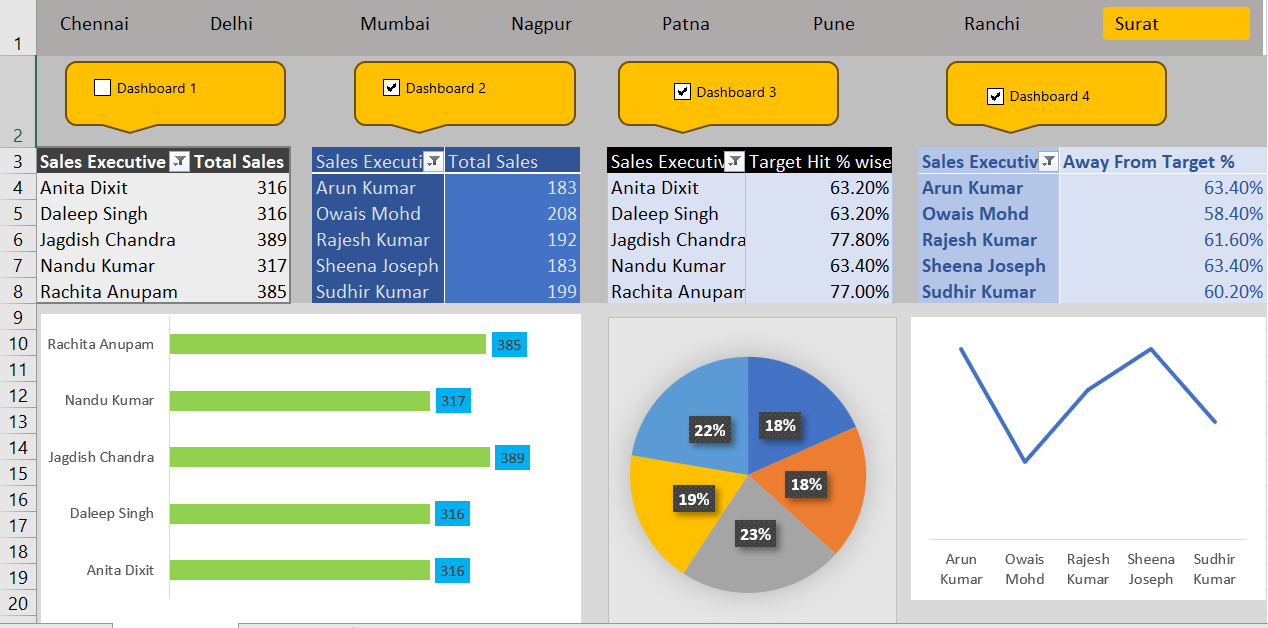 Chennai Delhi Mumbai Nagpur Patna Pune Ranchi Surat
1
Dashboard 1 Dashboard 2 Dashboard 3 Dashboard 4
2
3 Sales Executive Total Sales Sales Executi Total Sales Sales Executiv Target Hit % wise Sales Executiv Away From Target %
4 Anita Dixit 316 Arun Kumar 183 Anita Dixit 63.20% Arun Kumar 63.40%
5 Daleep Singh 316 Owais Mohd 208 Daleep Singh 63.20% Owais Mohd 58.40%
6 Jagdish Chandra 389 Rajesh Kumar 192 Jagdish Chandra 77.80% Rajesh Kumar 61.60%
7 Nandu Kumar 317 Sheena Joseph 183 Nandu Kumar 63.40% Sheena Joseph 63.40%
8 Rachita Anupam 385 Sudhir Kumar 199 Rachita Anupam 77.00% Sudhir Kumar 60.20%
9
10
11
12
13
14
15
16
17
18
19
20
Rachita Anupam 385
Nandu Kumar 317
Jagdish Chandra 389
Daleep Singh 316
Anita Dixit 316
22% 18%
18%
19%
23%
Arun Owais Rajesh Sheena Sudhir
Kumar Mohd Kumar Joseph Kumar